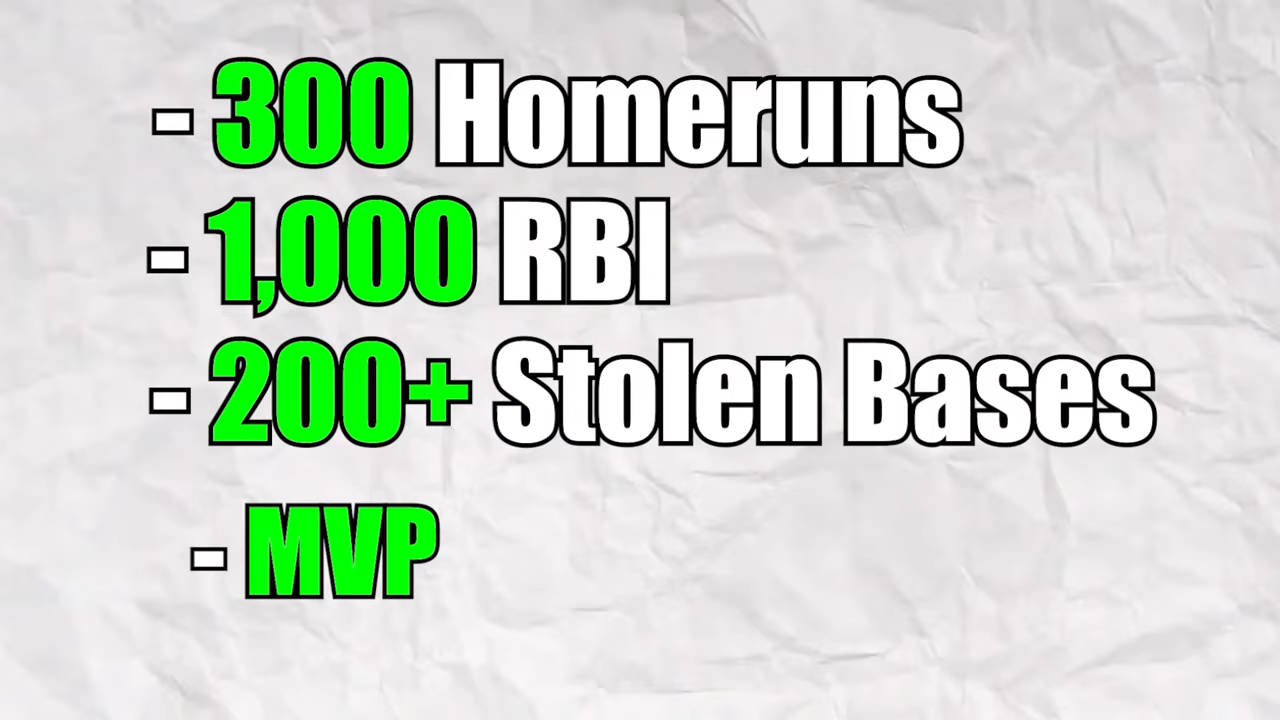 - 300 Homeruns
- 1,000 RBI
- 200+ Stolen Bases
- MVP